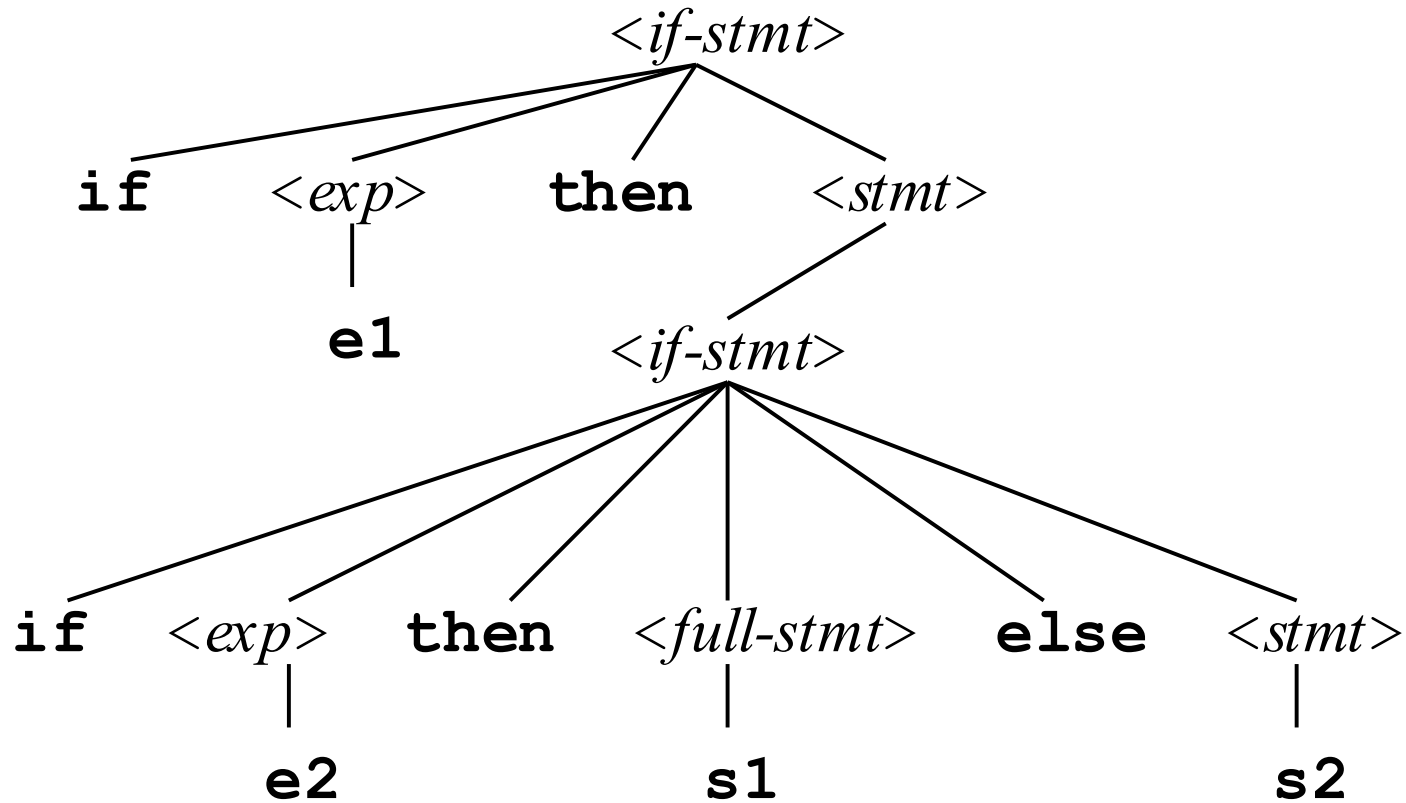 <if-stmt>
if <exp> then <stmt>
e1
<if-stmt>
if <exp> then <full-stmt> else <stmt>
e2 s1 s2